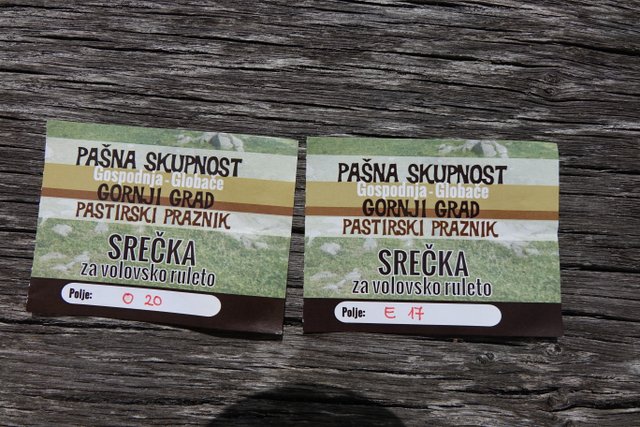 PAŠNA SKUPNOST
Gospodnja - Globače
GORNJI GRAD
PASTIRSKI PRAZNIK
SREČKA
za volovsko ruleto
Polje: O 20
PAŠNA SKUPNOST
Gospodnja - Globače
GORNJI GRAD
PASTIRSKI PRAZNIK
SREČKA
za volovsko ruleto
Polje: E 17